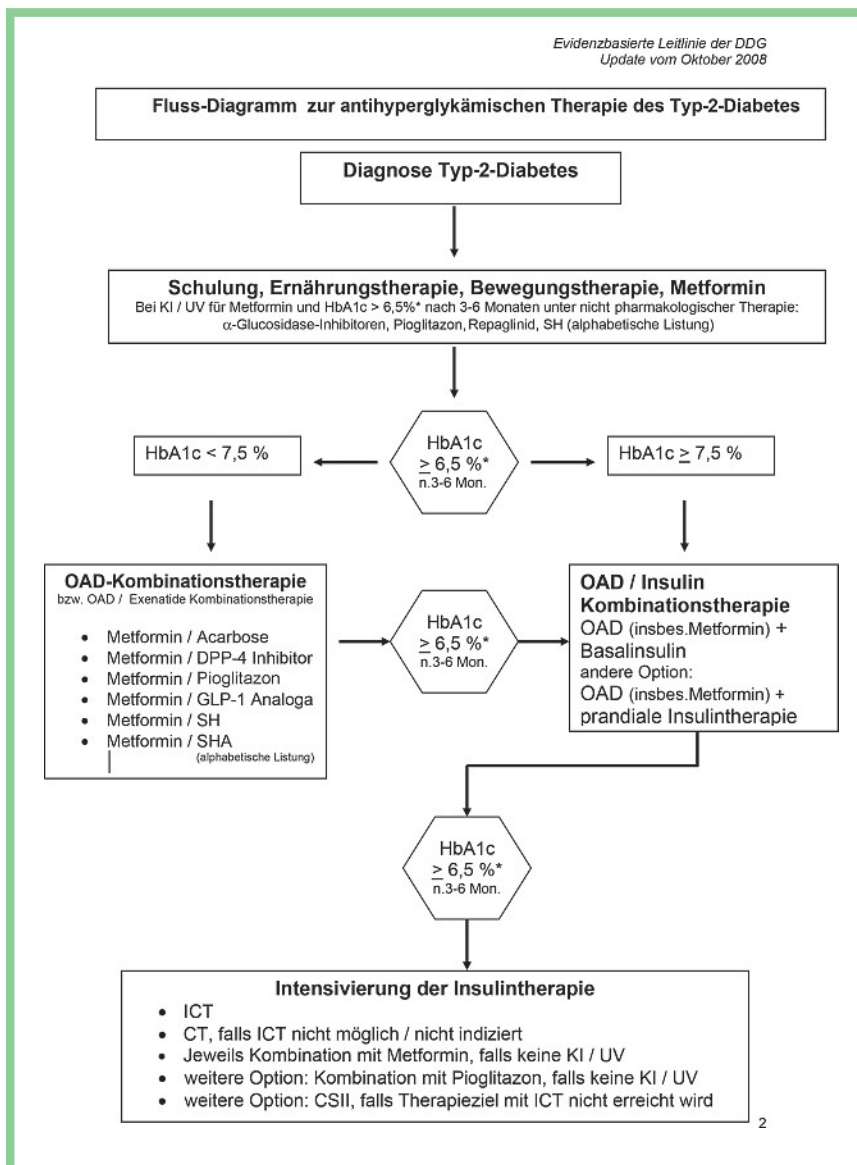 Evidenzbasierte Leitlinie der DDG
Update vom Oktober 2008
Fluss-Diagramm zur antihyperglykämischen Therapie des Typ-2-Diabetes
Diagnose Typ-2-Diabetes
Schulung, Ernährungstherapie, Bewegungstherapie, Metformin
Bei KI / UV für Metformin und HbA1c > 6,5%* nach 3-6 Monaten unter nicht pharmakologischer Therapie:
α-Glucosidase-Inhibitoren, Pioglitazon, Repaglinid, SH (alphabetische Listung)
HbA1c < 7,5 %
HbA1c
≥ 6,5 %*
n.3-6 Mon.
HbA1c ≥ 7,5 %
OAD-Kombinationstherapie
bzw. OAD / Exenatide Kombinationstherapie
• Metformin / Acarbose
• Metformin / DPP-4 Inhibitor
• Metformin / Pioglitazon
• Metformin / GLP-1 Analoga
• Metformin / SH
• Metformin / SHA
(alphabetische Listung)
HbA1c
≥ 6,5 %*
n.3-6 Mon.
OAD / Insulin
Kombinationstherapie
OAD (insbes.Metformin) +
Basalinsulin
andere Option:
OAD (insbes.Metformin) +
prandiale Insulintherapie
HbA1c
≥ 6,5 %*
n.3-6 Mon.
Intensivierung der Insulintherapie
• ICT
• CT, falls ICT nicht möglich / nicht indiziert
• Jeweils Kombination mit Metformin, falls keine KI / UV
• weitere Option: Kombination mit Pioglitazon, falls keine KI / UV
• weitere Option: CSII, falls Therapieziel mit ICT nicht erreicht wird
2